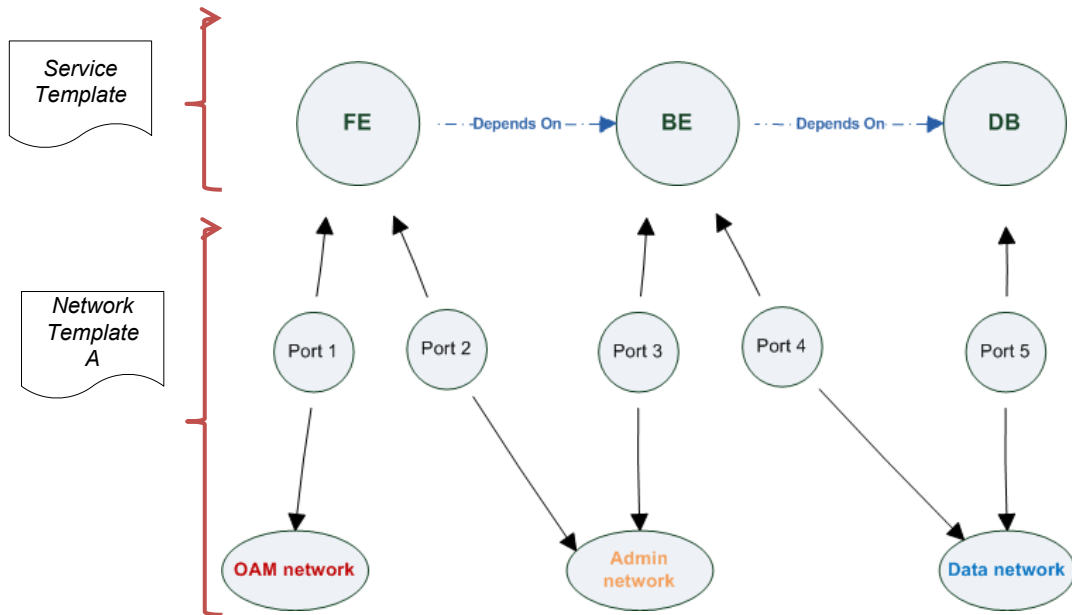 Service
Template
FE
Depends On
BE
Depends On
DB
Network
Template
A
Port 1
Port 2
Port 3
Port 4
Port 5
OAM network
Admin
network
Data network